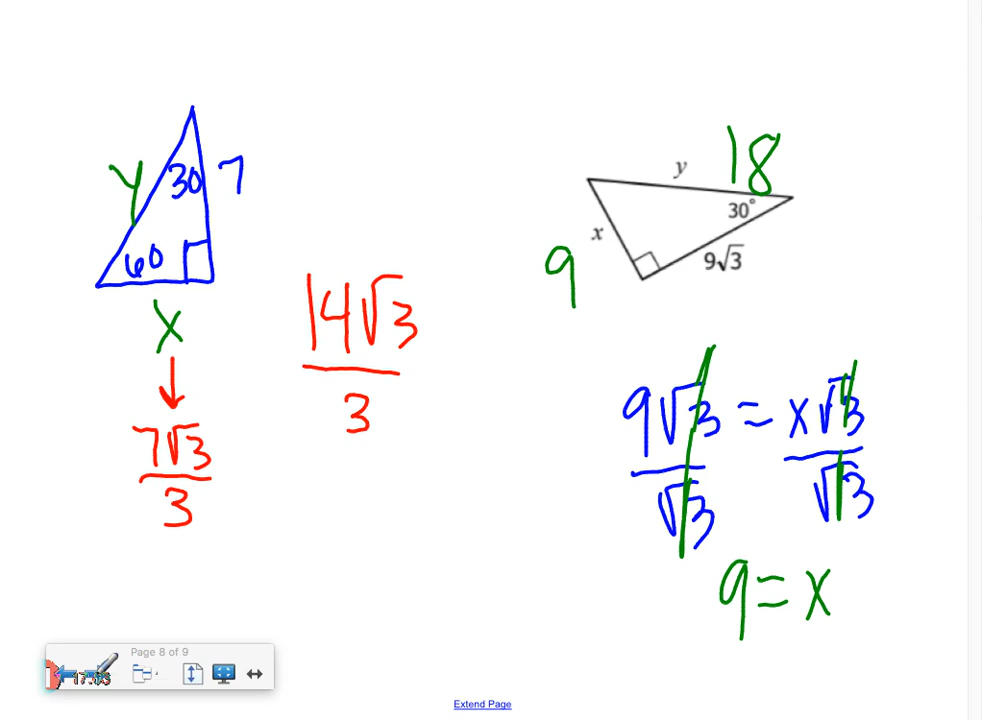 y
30
7
60
x
7√3
3
14√3
3
y
18
30°
x
9
9√3
9√3 = x√3
√3 √3
9 = x
Page 8 of 9
Extend Page